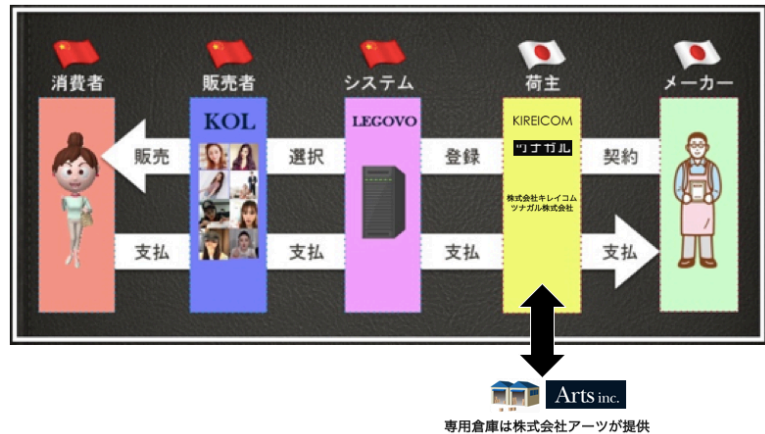 消費者
販売者
システム
荷主
メーカー
KOL
LEGOVO
KIREICOM
ツナガル
株式会社キレイコム
ツナガル株式会社
販売
選択
登録
契約
支払
支払
支払
支払
Arts inc.
専用倉庫は株式会社アーツが提供